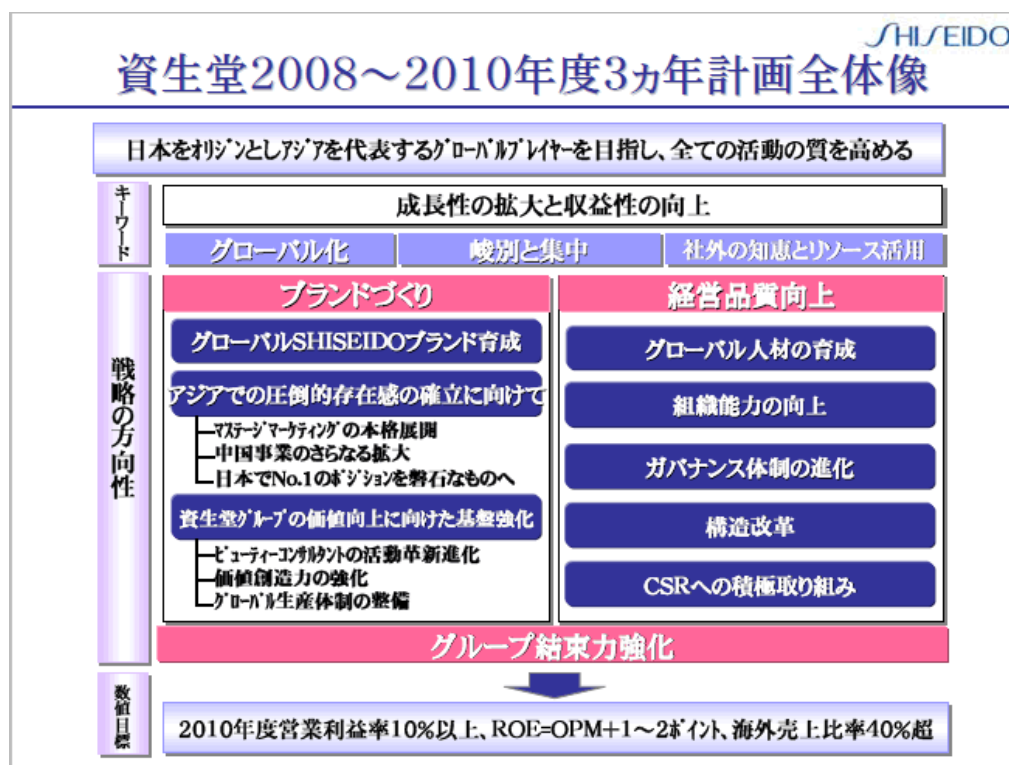 SHISEIDO
資生堂2008～2010年度3ヵ年計画全体像
日本をｵﾘｼﾞﾝとしｱｼﾞｱを代表するｸﾞﾛｰﾊﾞﾙﾌﾟﾚｲﾔｰを目指し、全ての活動の質を高める
キーワード
成長性の拡大と収益性の向上
グローバル化
峻別と集中
社外の知恵とリソース活用
戦略の方向性
ブランドづくり
グローバルSHISEIDOブランド育成
アジアでの圧倒的存在感の確立に向けて
ﾏｽﾃｰｼﾞﾏｰｹﾃｨﾝｸﾞの本格展開
中国事業のさらなる拡大
日本でNo.1のﾎﾟｼﾞｼｮﾝを磐石なものへ
資生堂ｸﾞﾙｰﾌﾟの価値向上に向けた基盤強化
ﾋﾞｭｰﾃｨｰｺﾝｻﾙﾀﾝﾄの活動革新進化
価値創造力の強化
ｸﾞﾛｰﾊﾞﾙ生産体制の整備
経営品質向上
グローバル人材の育成
組織能力の向上
ガバナンス体制の進化
構造改革
CSRへの積極取り組み
グループ結束力強化
数値目標
2010年度営業利益率10%以上、ROE=OPM+1～2ﾎﾟｲﾝﾄ、海外売上比率40%超